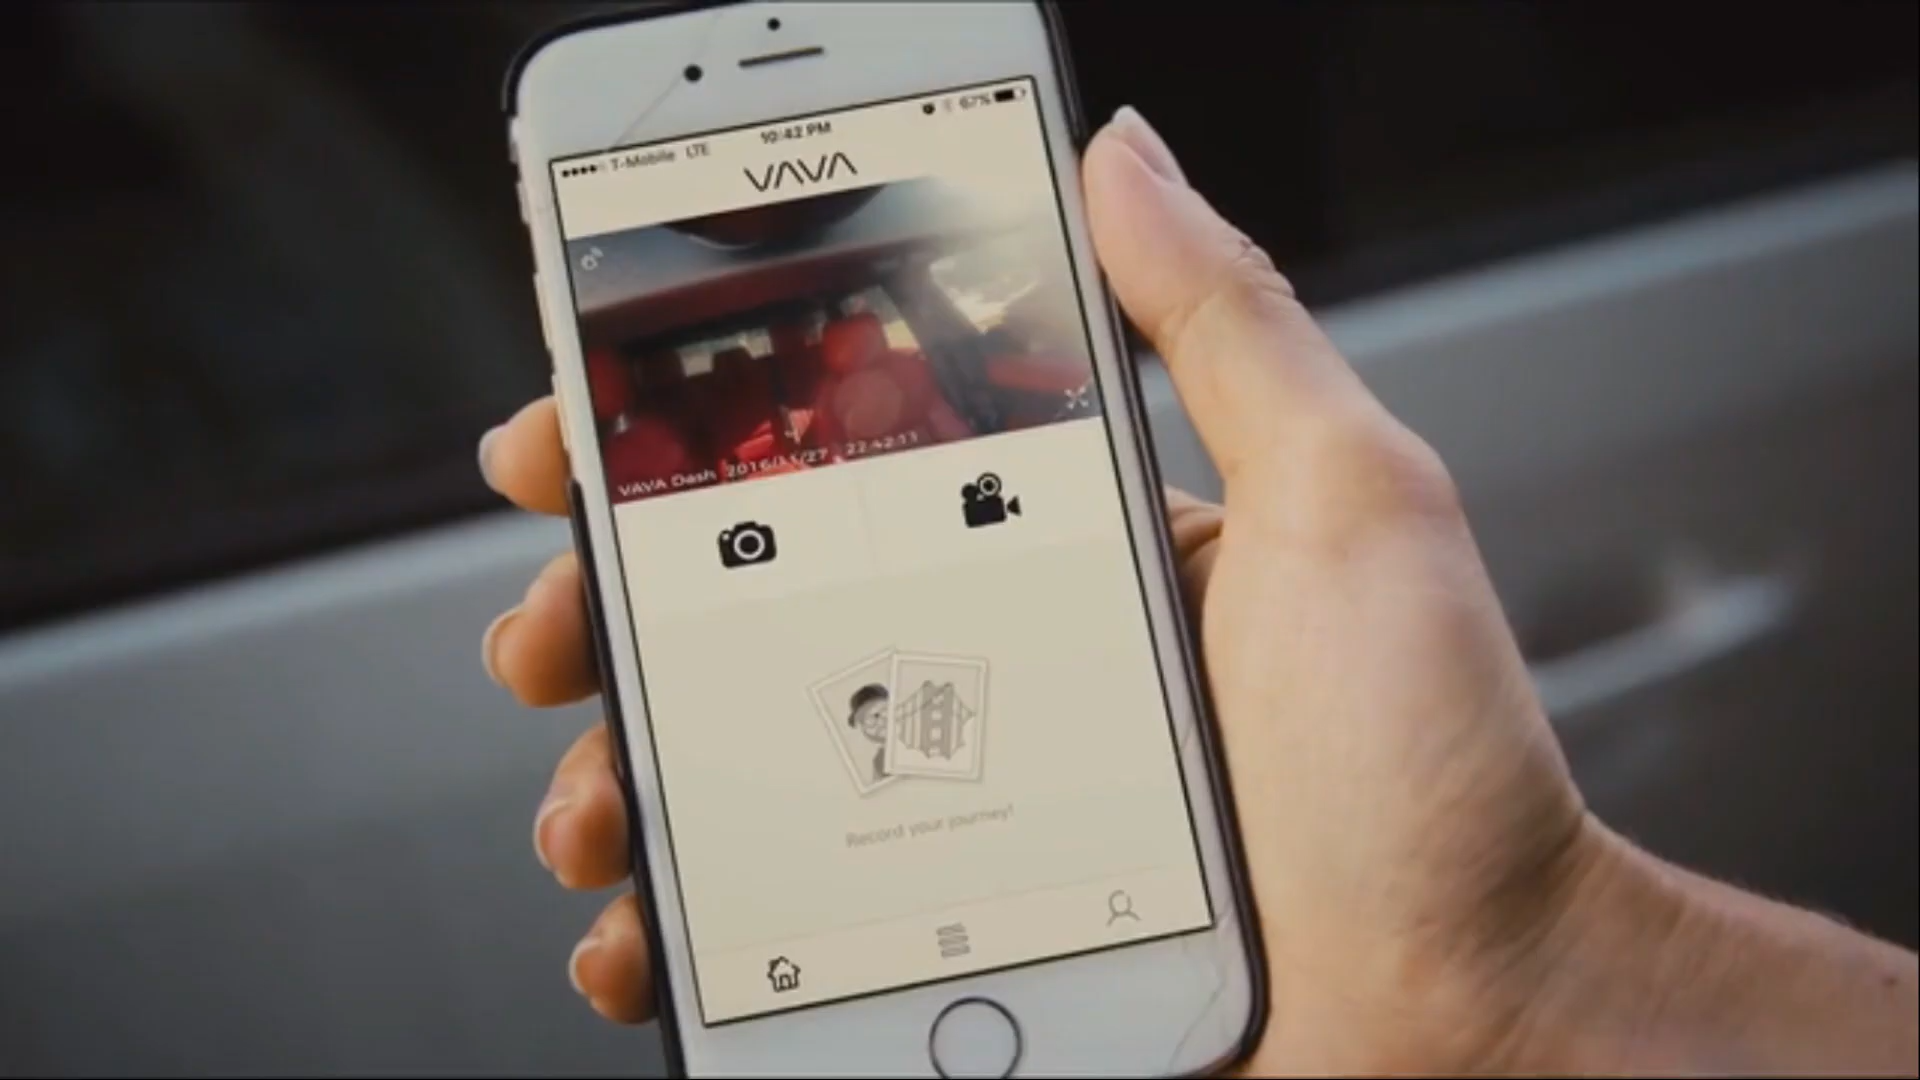 T-Mobile LTE 10:42 PM 67%
VAVA
VAVA Dash 2016/11/27 22:42:11
Record your journey!